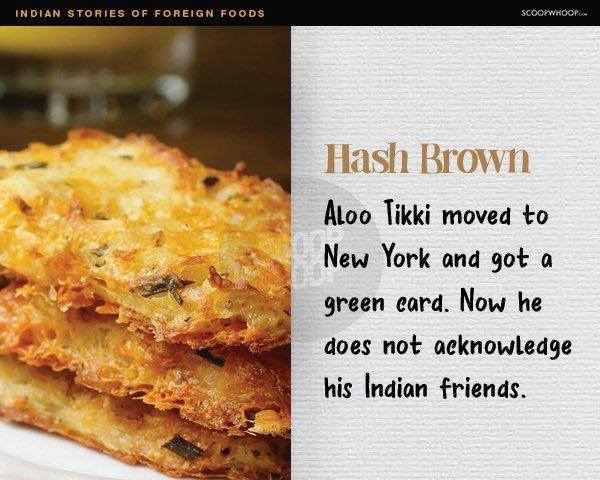 INDIAN STORIES OF FOREIGN FOODS
SCOOPWHOOP.COM
Hash Brown
Aloo Tikki moved to
New York and got a
green card. Now he
does not acknowledge
his Indian friends.